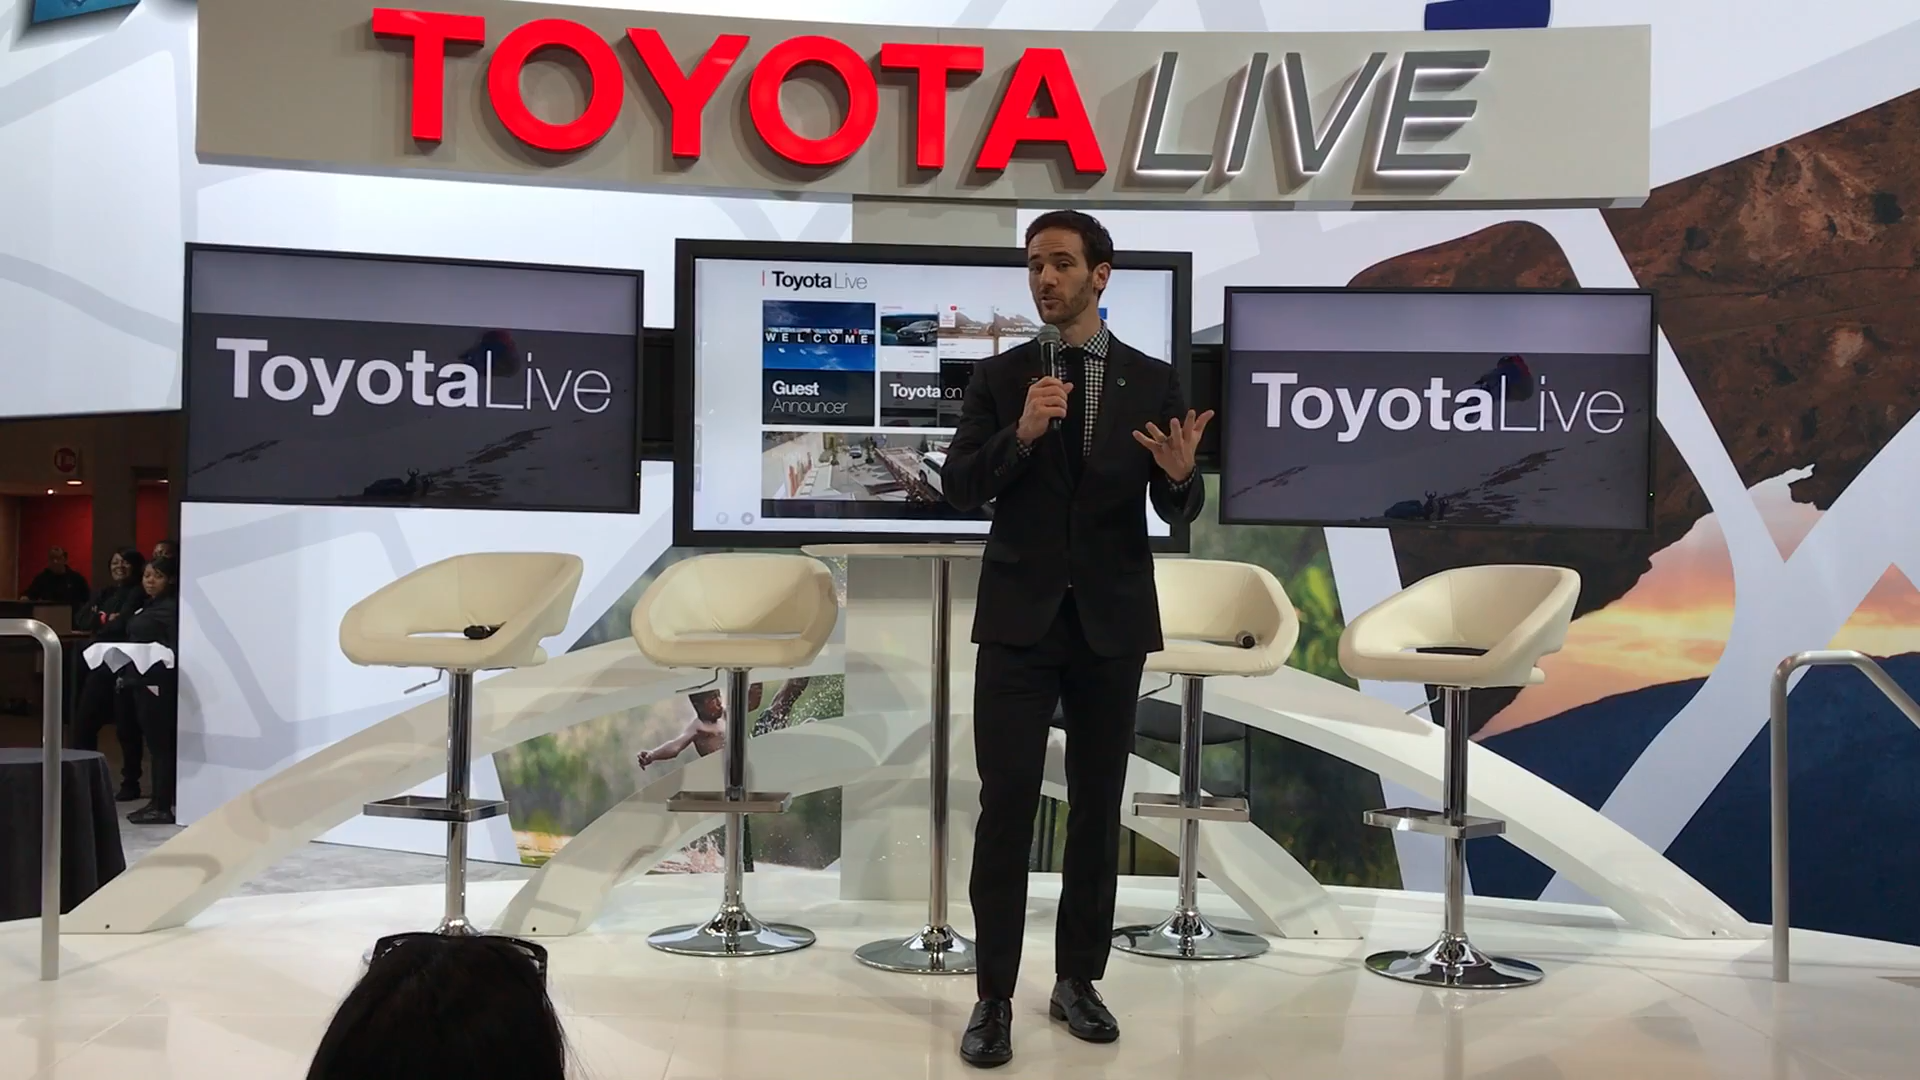 TOYOTA LIVE
ToyotaLive
Toyota Live
WELCOME
Guest
Announcer
Toyota on
ToyotaLive